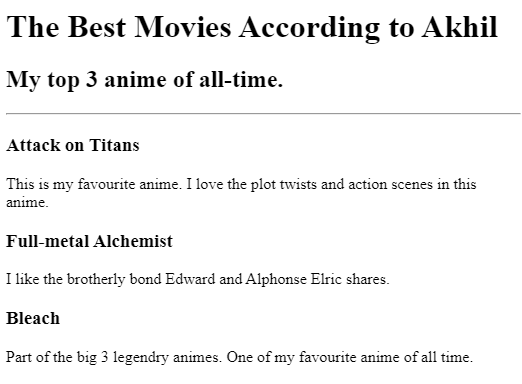 The Best Movies According to Akhil
My top 3 anime of all-time.
Attack on Titans
This is my favourite anime. I love the plot twists and action scenes in this
anime.
Full-metal Alchemist
I like the brotherly bond Edward and Alphonse Elric shares.
Bleach
Part of the big 3 legendry animes. One of my favourite anime of all time.